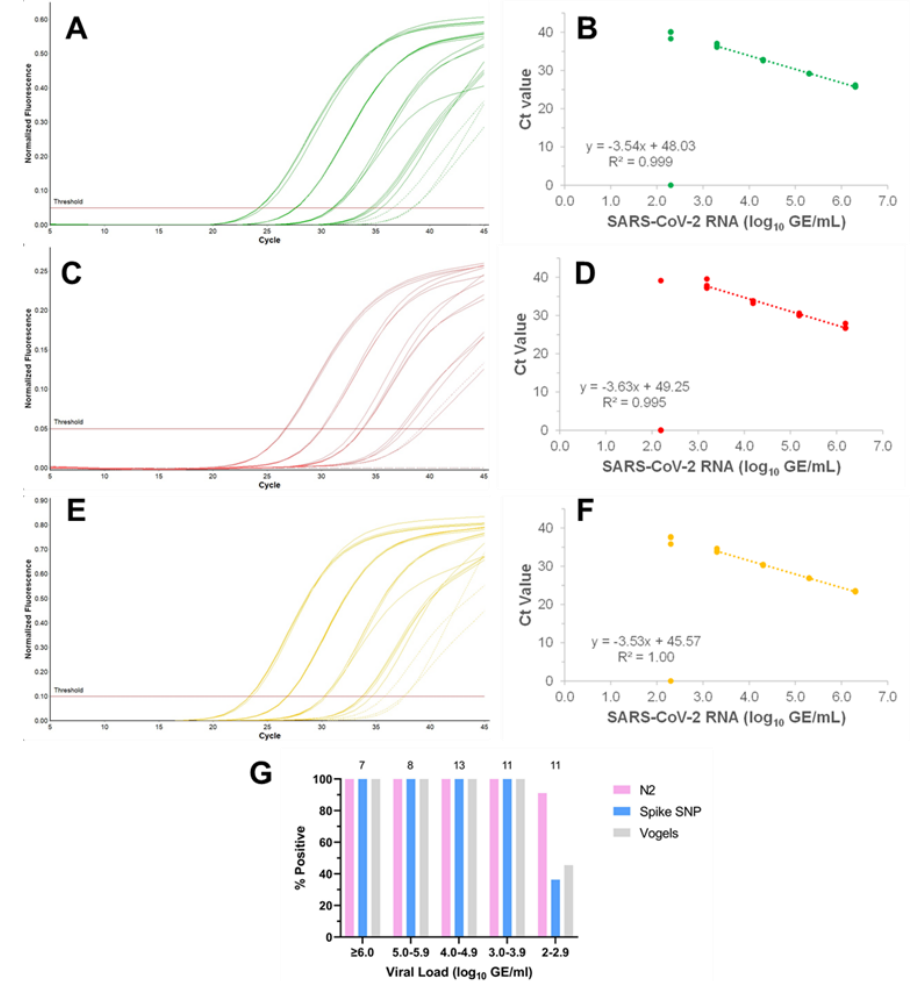 A
Normalized Fluorescence
0.60
0.50
0.40
0.30
0.20
0.10
0.00
Threshold
5 10 15 20 25 30 35 40 45
Cycle
B
Ct value
40
30
20
10
0
y = -3.54x + 48.03
R² = 0.999
0.0 1.0 2.0 3.0 4.0 5.0 6.0 7.0
SARS-CoV-2 RNA (log10 GE/mL)
C
Normalized Fluorescence
0.25
0.20
0.15
0.10
0.05
0.00
Threshold
5 10 15 20 25 30 35 40 45
Cycle
D
Ct Value
40
30
20
10
0
y = -3.63x + 49.25
R² = 0.995
0.0 1.0 2.0 3.0 4.0 5.0 6.0 7.0
SARS-CoV-2 RNA (log10 GE/mL)
E
Normalized Fluorescence
0.90
0.80
0.70
0.60
0.50
0.40
0.30
0.20
0.10
0.00
Threshold
5 10 15 20 25 30 35 40 45
Cycle
F
Ct Value
40
30
20
10
0
y = -3.53x + 45.57
R² = 1.00
0.0 1.0 2.0 3.0 4.0 5.0 6.0 7.0
SARS-CoV-2 RNA (log10 GE/mL)
G
7 8 13 11 11
% Positive
100
80
60
40
20
0
≥6.0 5.0-5.9 4.0-4.9 3.0-3.9 2-2.9
Viral Load (log10 GE/ml)
N2
Spike SNP
Vogels